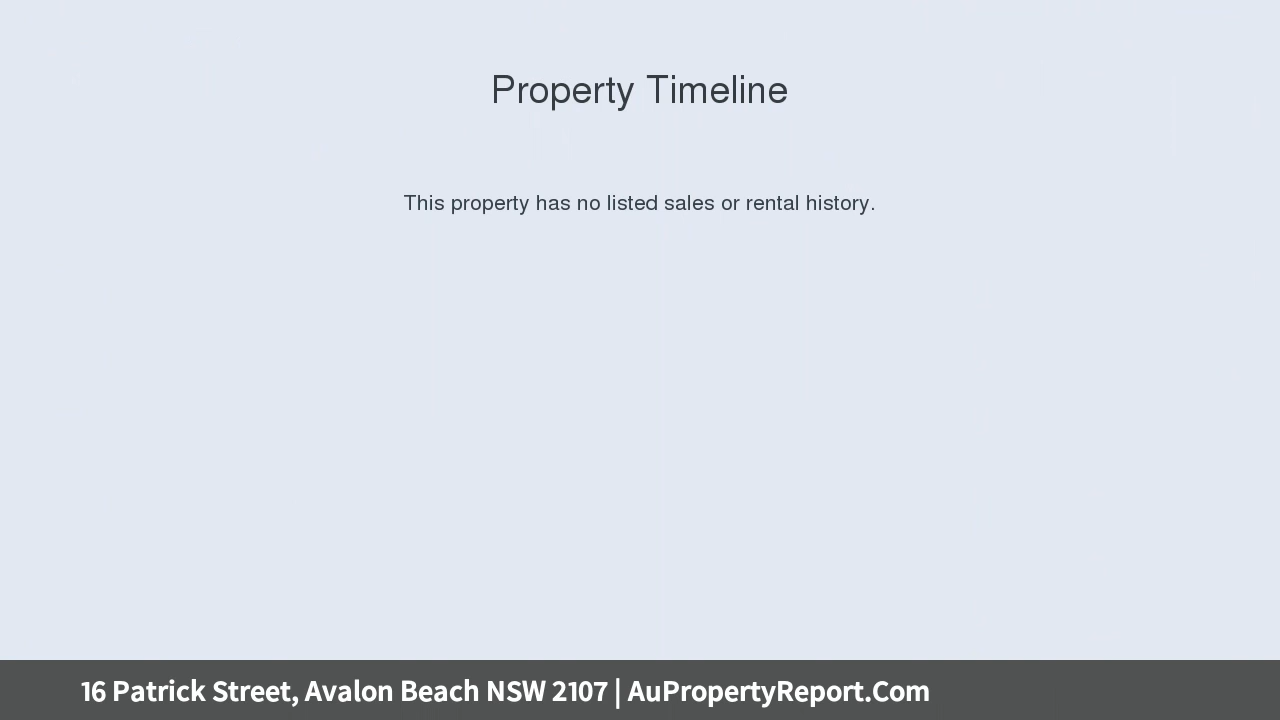 Property Timeline
This property has no listed sales or rental history.
16 Patrick Street, Avalon Beach NSW 2107 | AuPropertyReport.Com